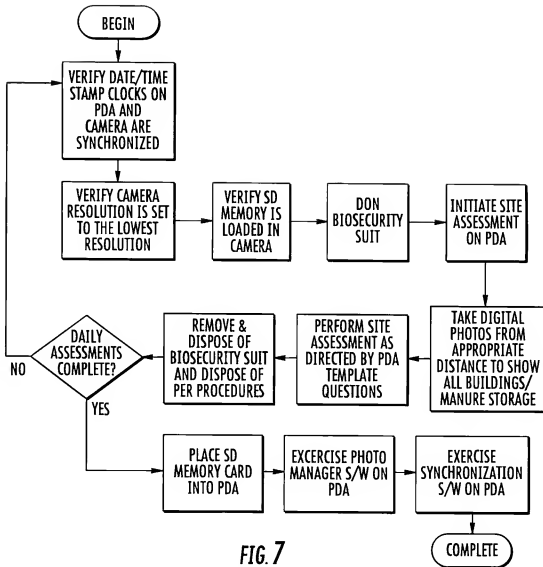 BEGIN
VERIFY DATE/TIME
STAMP CLOCKS ON
PDA AND
CAMERA ARE
SYNCHRONIZED
VERIFY CAMERA
RESOLUTION IS SET
TO THE LOWEST
RESOLUTION
VERIFY SD
MEMORY IS
LOADED IN
CAMERA
DON
BIOSECURITY
SUIT
INITIATE SITE
ASSESSMENT
ON PDA
TAKE DIGITAL
PHOTOS FROM
APPROPRIATE
DISTANCE TO SHOW
ALL BUILDINGS/
MANURE STORAGE
PERFORM SITE
ASSESSMENT AS
DIRECTED BY PDA
TEMPLATE
QUESTIONS
REMOVE &
DISPOSE OF
BIOSECURITY SUIT
AND DISPOSE OF
PER PROCEDURES
DAILY
ASSESSMENTS
COMPLETE?
NO
YES
PLACE SD
MEMORY CARD
INTO PDA
EXCERCISE PHOTO
MANAGER S/W ON
PDA
EXERCISE
SYNCHRONIZATION
S/W ON PDA
COMPLETE
FIG. 7